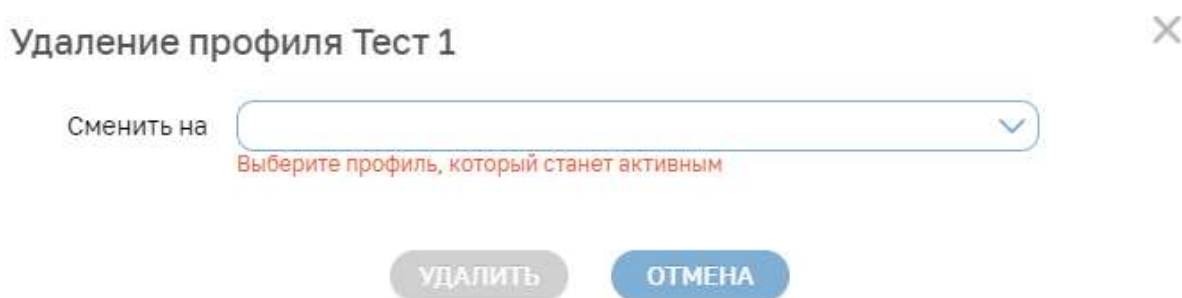 Удаление профиля Тест 1
Сменить на
Выберите профиль, который станет активным
УДАЛИТЬ ОТМЕНА